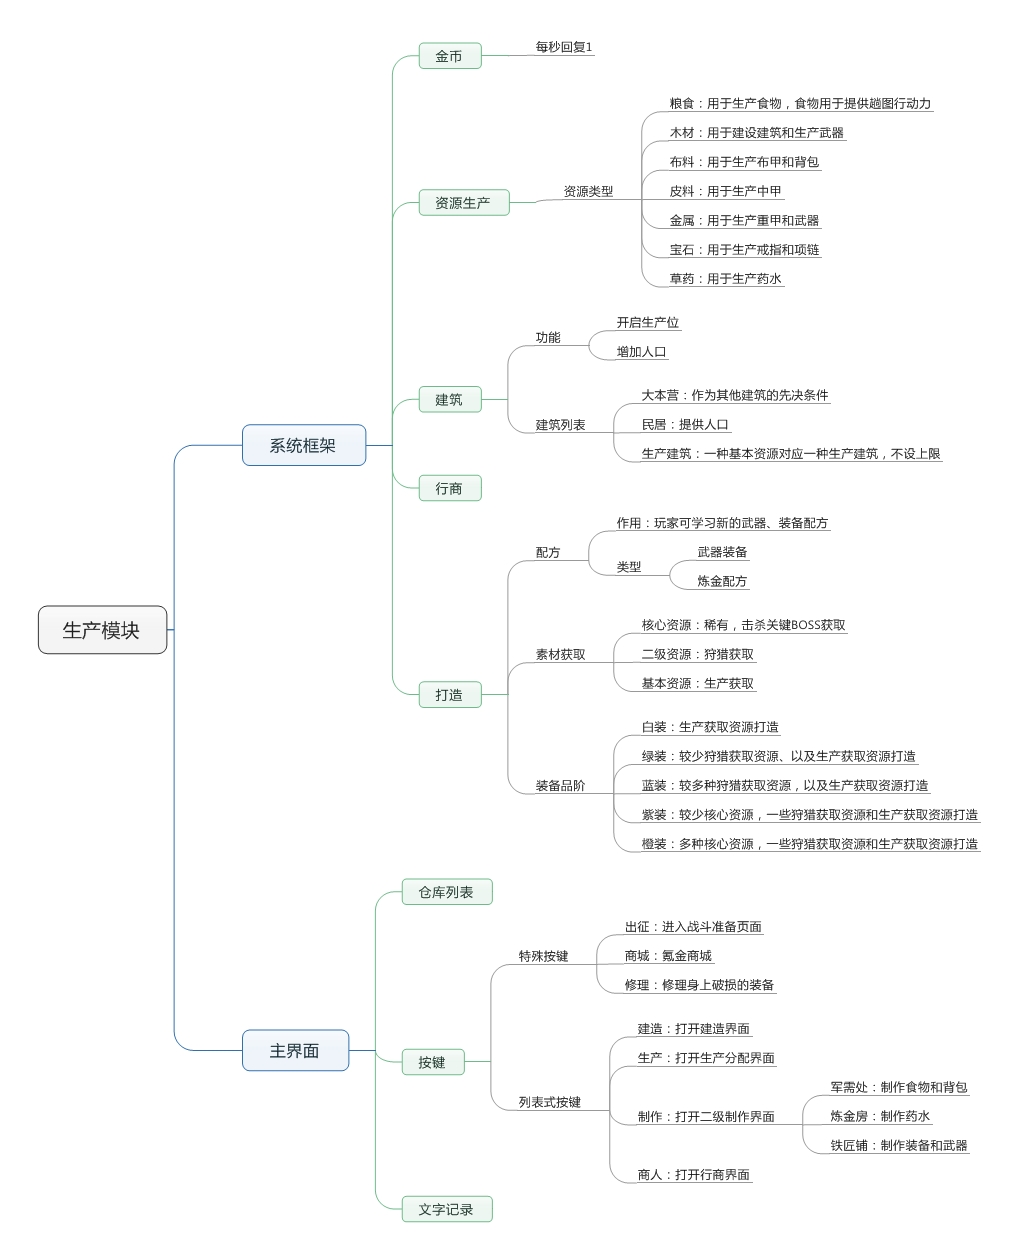 生产模块
系统框架
金币
每秒回复1
资源生产
资源类型
粮食：用于生产食物，食物用于提供趟图行动力
木材：用于建设建筑和生产武器
布料：用于生产布甲和背包
皮料：用于生产中甲
金属：用于生产重甲和武器
宝石：用于生产戒指和项链
草药：用于生产药水
建筑
功能
开启生产位
增加人口
建筑列表
大本营：作为其他建筑的先决条件
民居：提供人口
生产建筑：一种基本资源对应一种生产建筑，不设上限
行商
打造
配方
作用：玩家可学习新的武器、装备配方
类型
武器装备
炼金配方
素材获取
核心资源：稀有，击杀关键BOSS获取
二级资源：狩猎获取
基本资源：生产获取
装备品阶
白装：生产获取资源打造
绿装：较少狩猎获取资源、以及生产获取资源打造
蓝装：较多种狩猎获取资源，以及生产获取资源打造
紫装：较少核心资源，一些狩猎获取资源和生产获取资源打造
橙装：多种核心资源，一些狩猎获取资源和生产获取资源打造
主界面
仓库列表
按键
特殊按键
出征：进入战斗准备页面
商城：氪金商城
修理：修理身上破损的装备
列表式按键
建造：打开建造界面
生产：打开生产分配界面
制作：打开二级制作界面
军需处：制作食物和背包
炼金房：制作药水
铁匠铺：制作装备和武器
商人：打开行商界面
文字记录